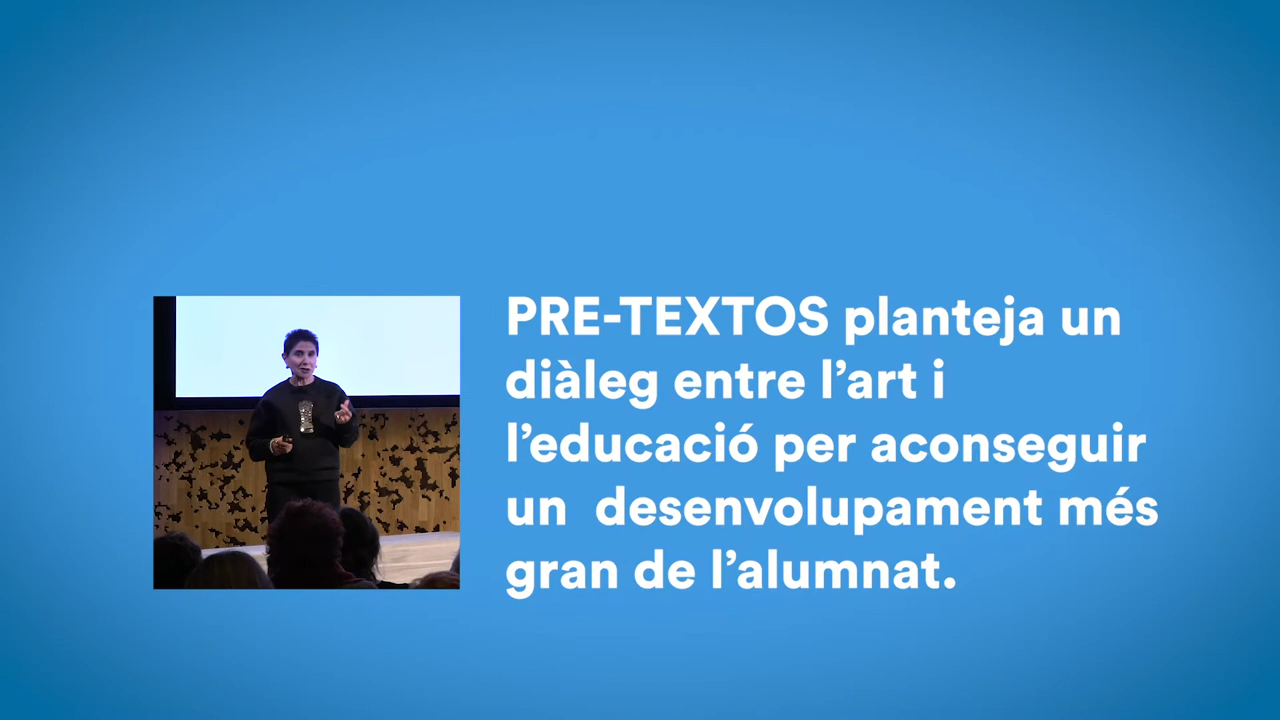 PRE-TEXTOS planteja un
diàleg entre l’art i
l’educació per aconseguir
un  desenvolupament més
gran de l’alumnat.